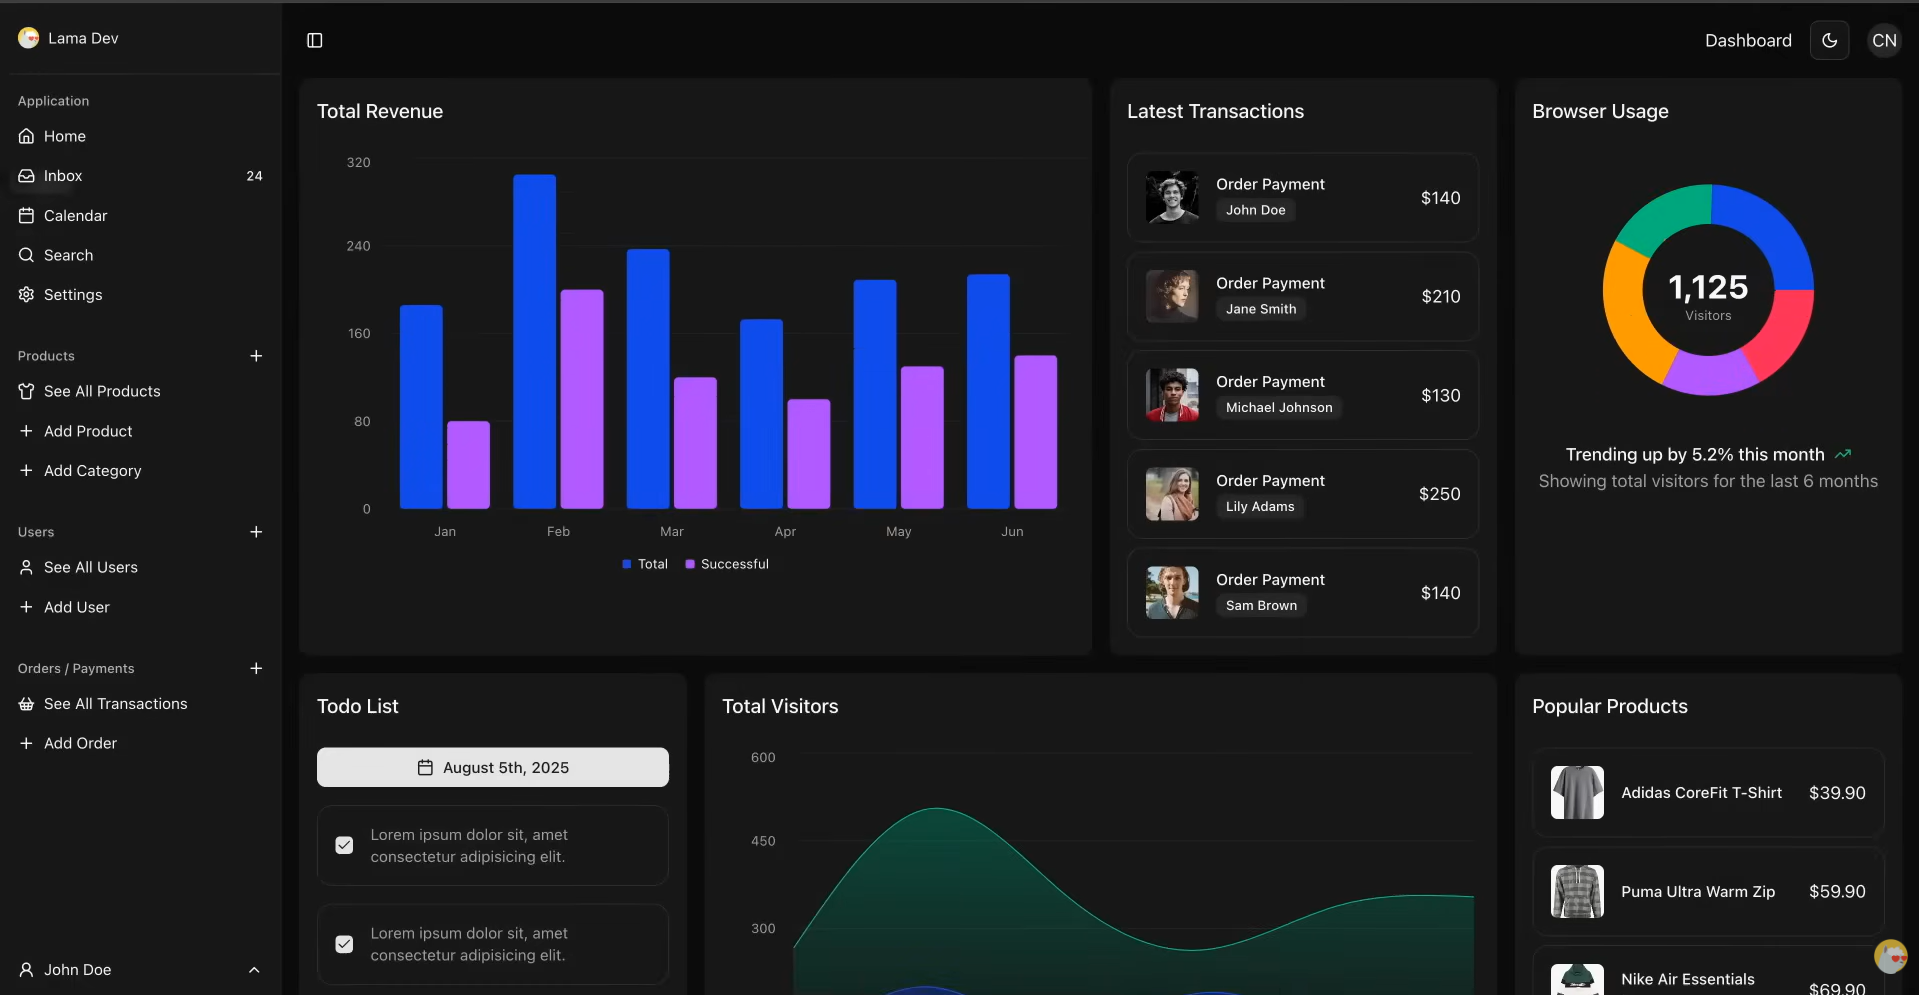 Lama Dev
Application
Home
Inbox 24
Calendar
Search
Settings
Products
See All Products
Add Product
Add Category
Users
See All Users
Add User
Orders / Payments
See All Transactions
Add Order
John Doe
Dashboard
CN
Total Revenue
320
240
160
80
0
Jan Feb Mar Apr May Jun
Total Successful
Latest Transactions
Order Payment
John Doe
$140
Order Payment
Jane Smith
$210
Order Payment
Michael Johnson
$130
Order Payment
Lily Adams
$250
Order Payment
Sam Brown
$140
Browser Usage
1,125
Visitors
Trending up by 5.2% this month
Showing total visitors for the last 6 months
Todo List
August 5th, 2025
Lorem ipsum dolor sit, amet
consectetur adipisicing elit.
Lorem ipsum dolor sit, amet
consectetur adipisicing elit.
Total Visitors
600
450
300
Popular Products
Adidas CoreFit T-Shirt $39.90
Puma Ultra Warm Zip $59.90
Nike Air Essentials
$69.90